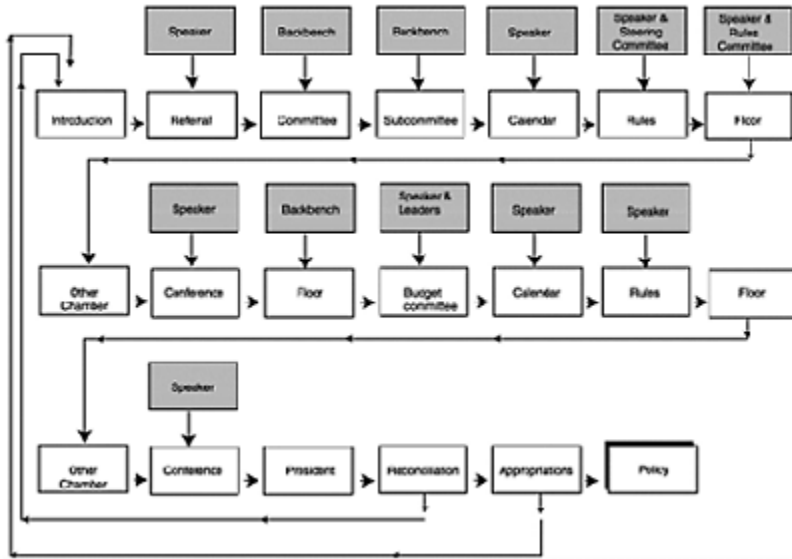 Speaker
Backbench
Backbench
Speaker
Speaker &
Steering
Committee
Speaker &
Rules
Committee
Introduction
Referral
Committee
Subcommittee
Calendar
Rules
Floor
Speaker
Backbench
Speaker &
Leaders
Speaker
Speaker
Other
Chamber
Conference
Floor
Budget
committee
Calendar
Rules
Floor
Speaker
Other
Chamber
Conference
President
Reconciliation
Appropriations
Policy